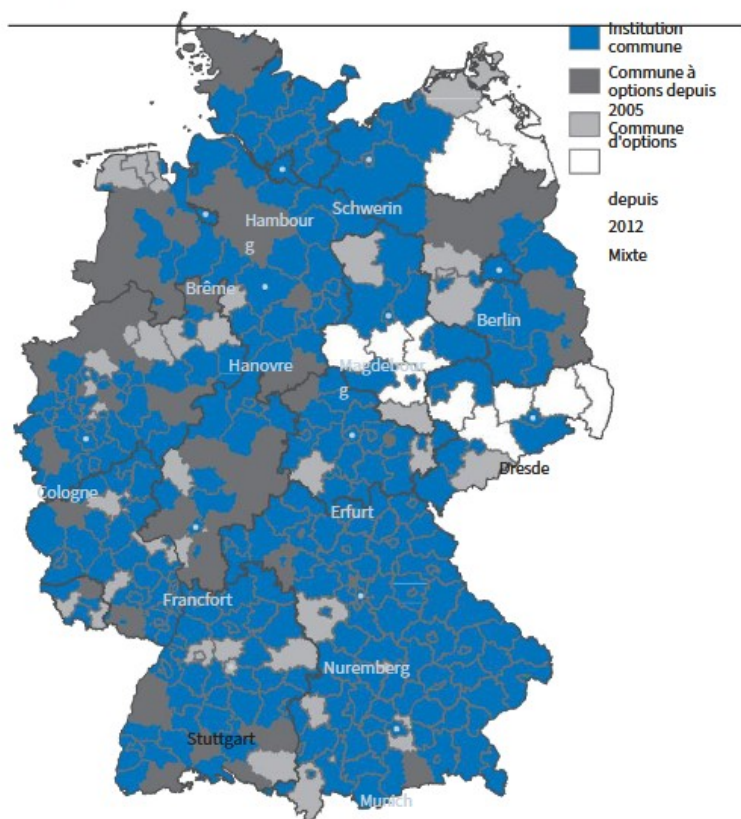 Institution
commune
Commune à
options depuis
2005
Commune
d'options
depuis
2012
Mixte
Schwerin
Hambour
g
Brême
Berlin
Hanovre
Magdebour
g
Dresde
Cologne
Erfurt
Francfort
Nuremberg
Stuttgart
Munich